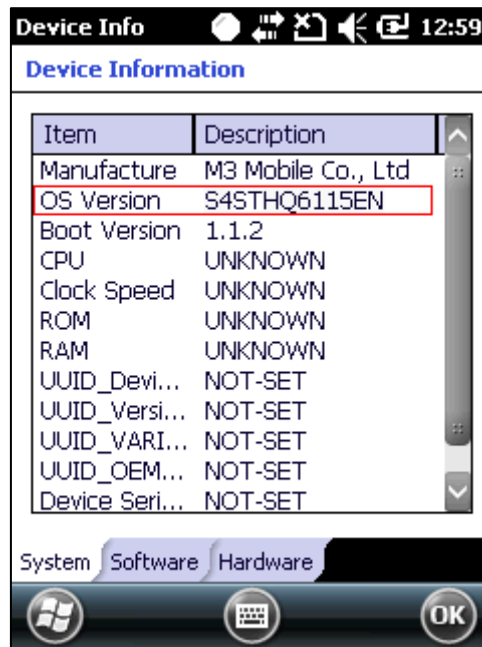 Device Info 12:59
Device Information
Item Description
Manufacture M3 Mobile Co., Ltd
OS Version S4STHQ6115EN
Boot Version 1.1.2
CPU UNKNOWN
Clock Speed UNKNOWN
ROM UNKNOWN
RAM UNKNOWN
UUID_Devi... NOT-SET
UUID_Versi... NOT-SET
UUID_VARI... NOT-SET
UUID_OEM... NOT-SET
Device Seri... NOT-SET
System Software Hardware
OK